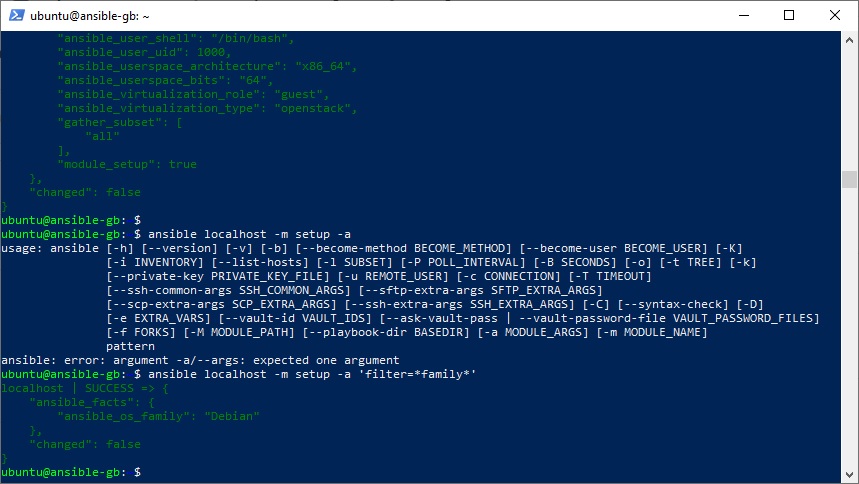 ubuntu@ansible-gb: ~
        "ansible_user_shell": "/bin/bash",
        "ansible_user_uid": 1000,
        "ansible_userspace_architecture": "x86_64",
        "ansible_userspace_bits": "64",
        "ansible_virtualization_role": "guest",
        "ansible_virtualization_type": "openstack",
        "gather_subset": [
            "all"
        ],
        "module_setup": true
    },
    "changed": false
}
ubuntu@ansible-gb: $
ubuntu@ansible-gb: $ ansible localhost -m setup -a
usage: ansible [-h] [--version] [-v] [-b] [--become-method BECOME_METHOD] [--become-user BECOME_USER] [-K]
               [-i INVENTORY] [--list-hosts] [-l SUBSET] [-P POLL_INTERVAL] [-B SECONDS] [-o] [-t TREE] [-k]
               [--private-key PRIVATE_KEY_FILE] [-u REMOTE_USER] [-c CONNECTION] [-T TIMEOUT]
               [--ssh-common-args SSH_COMMON_ARGS] [--sftp-extra-args SFTP_EXTRA_ARGS]
               [--scp-extra-args SCP_EXTRA_ARGS] [--ssh-extra-args SSH_EXTRA_ARGS] [-C] [--syntax-check] [-D]
               [-e EXTRA_VARS] [--vault-id VAULT_IDS] [--ask-vault-pass | --vault-password-file VAULT_PASSWORD_FILES]
               [-f FORKS] [-M MODULE_PATH] [--playbook-dir BASEDIR] [-a MODULE_ARGS] [-m MODULE_NAME]
               pattern
ansible: error: argument -a/--args: expected one argument
ubuntu@ansible-gb: $ ansible localhost -m setup -a 'filter=*family*'
localhost | SUCCESS => {
    "ansible_facts": {
        "ansible_os_family": "Debian"
    },
    "changed": false
}
ubuntu@ansible-gb: $